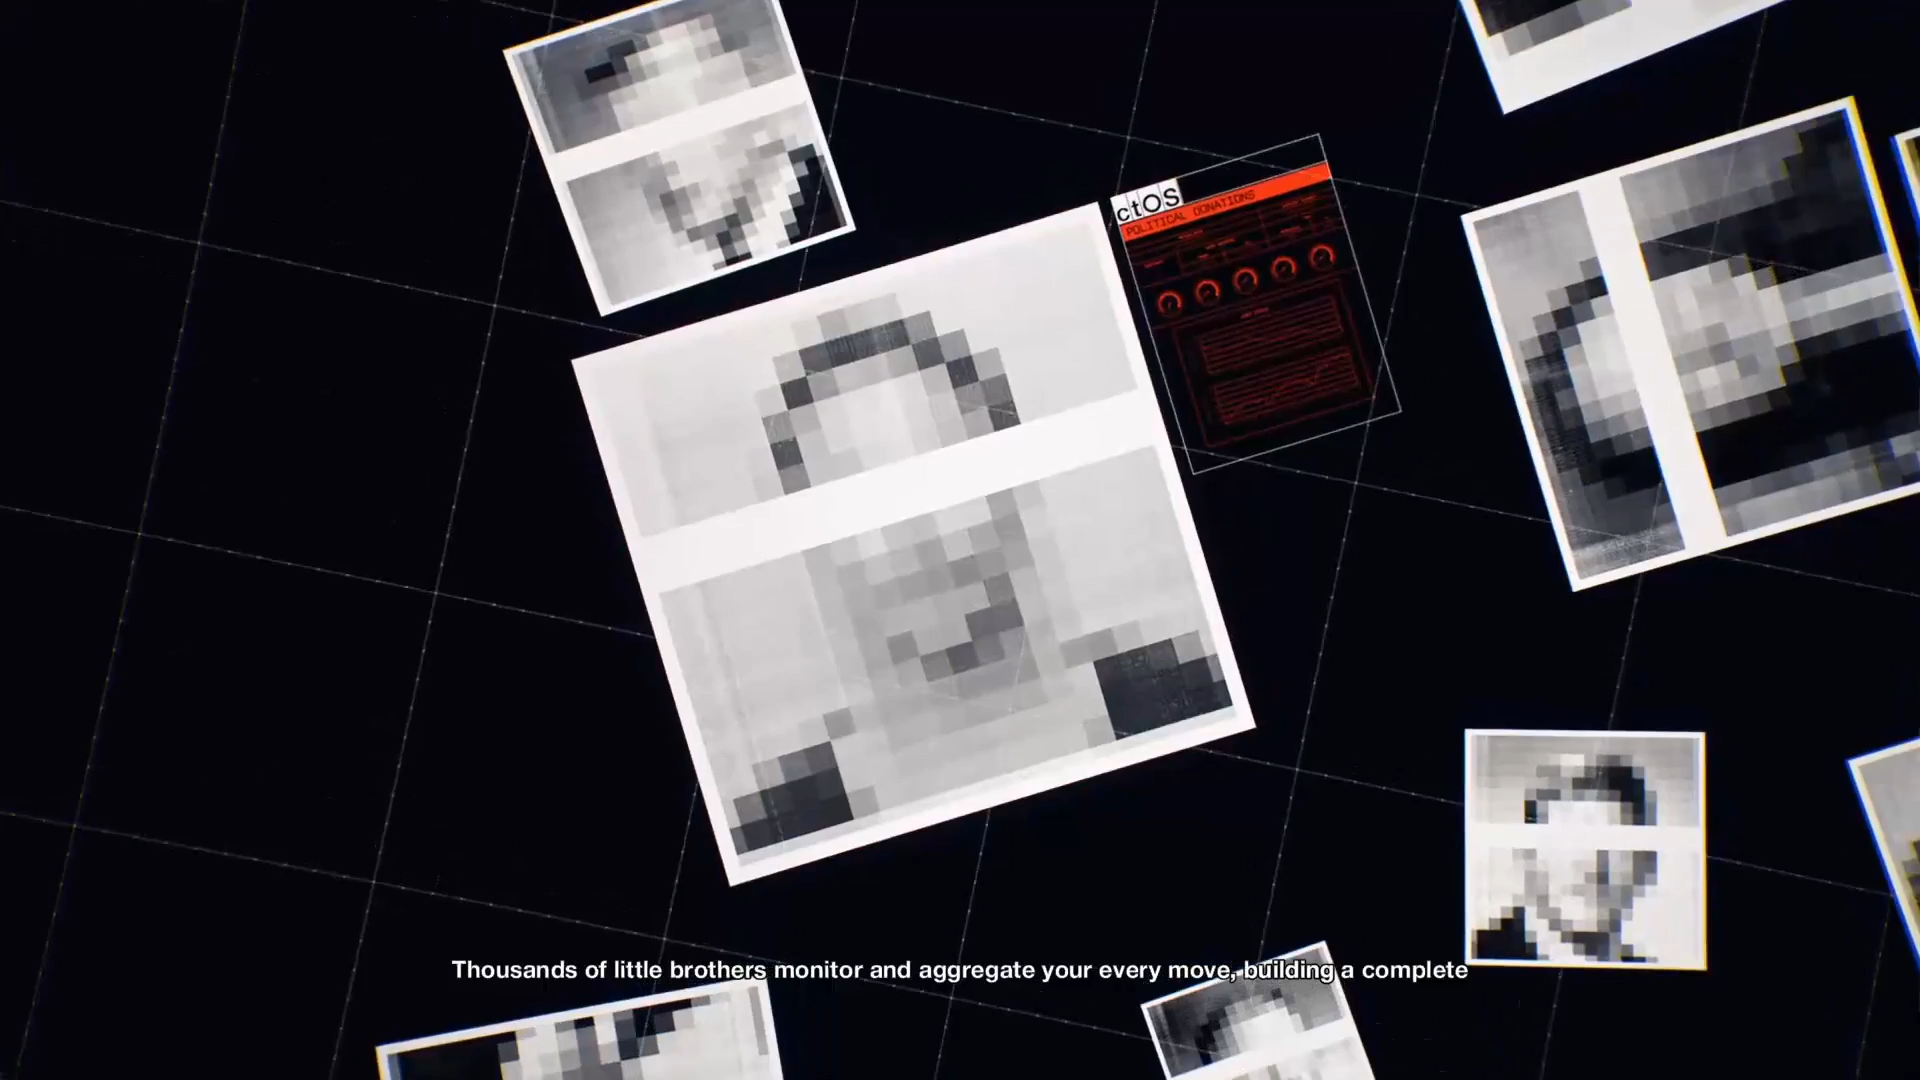 ctOS
POLITICAL DONATIONS
Thousands of little brothers monitor and aggregate your every move, building a complete